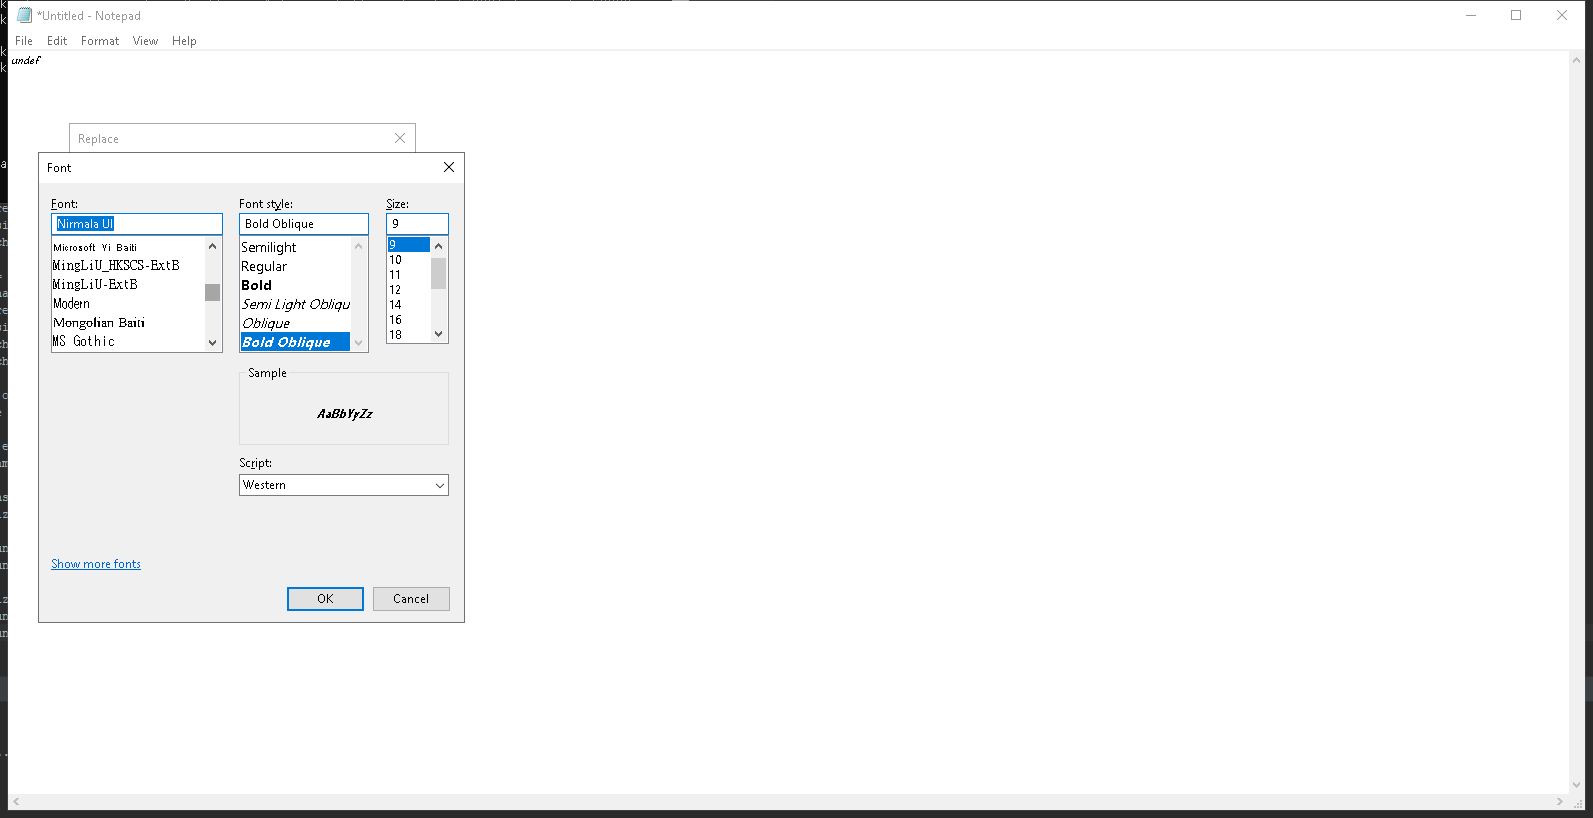 *Untitled - Notepad
File Edit Format View Help
undef
Replace
Font
Font:
Nirmala UI
Microsoft Yi Baiti
MingLiU_HKSCS-ExtB
MingLiU-ExtB
Modern
Mongolian Baiti
MS Gothic
Font style:
Bold Oblique
Semilight
Regular
Bold
Semi Light Obliqu
Oblique
Bold Oblique
Size:
9
9
10
11
12
14
16
18
Sample
AaBbYyZz
Script:
Western
Show more fonts
OK Cancel